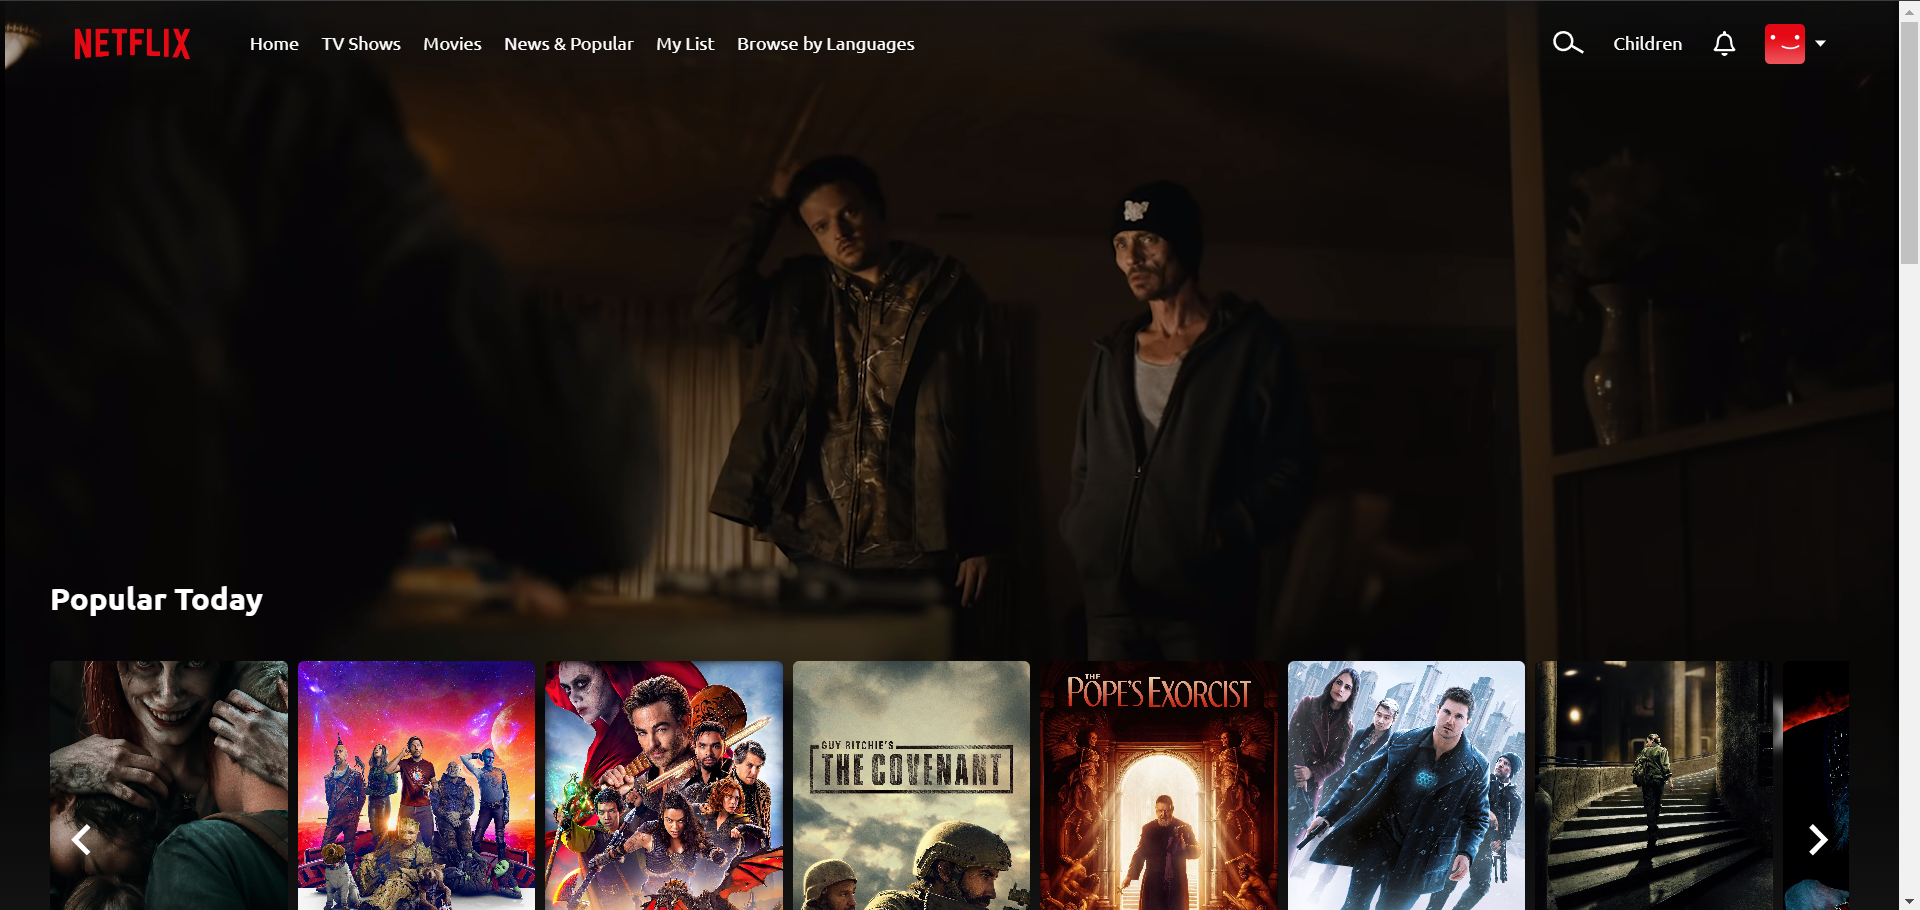 NETFLIX
Home
TV Shows
Movies
News & Popular
My List
Browse by Languages
Children
Popular Today
GUY RITCHIE'S
THE COVENANT
THE
POPE'S EXORCIST